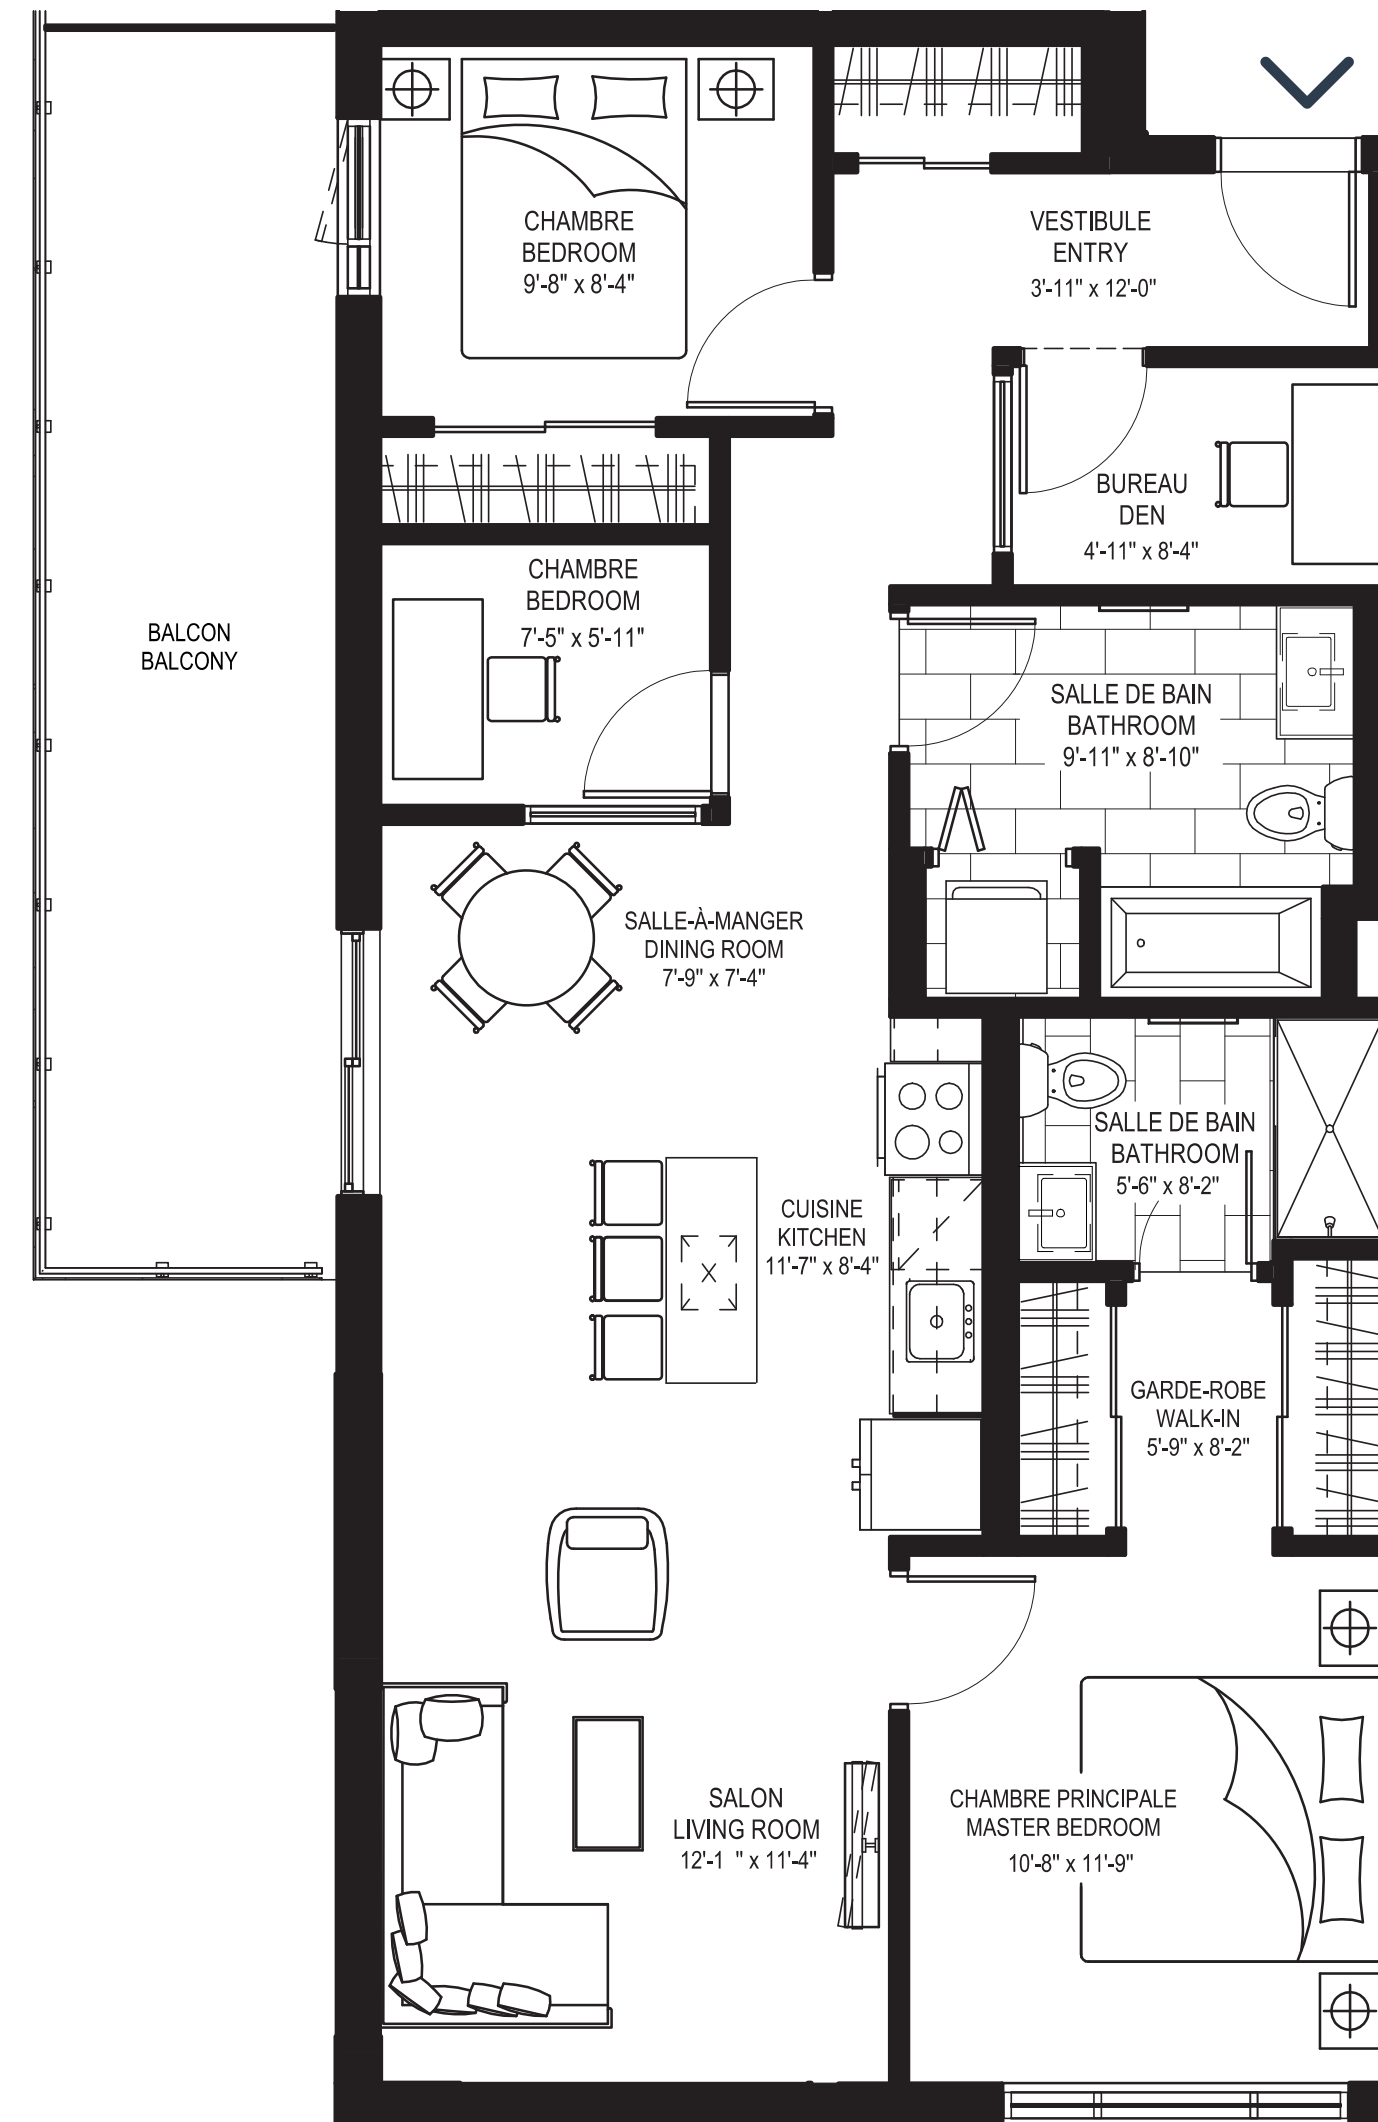 CHAMBRE
BEDROOM
9'-8" x 8'-4"
VESTIBULE
ENTRY
3'-11" x 12'-0"
BUREAU
DEN
4'-11" x 8'-4"
CHAMBRE
BEDROOM
7'-5" x 5'-11"
BALCON
BALCONY
SALLE DE BAIN
BATHROOM
9'-11" x 8'-10"
SALLE-À-MANGER
DINING ROOM
7'-9" x 7'-4"
SALLE DE BAIN
BATHROOM
5'-6" x 8'-2"
CUISINE
KITCHEN
11'-7" x 8'-4"
GARDE-ROBE
WALK-IN
5'-9" x 8'-2"
SALON
LIVING ROOM
12'-1 " x 11'-4"
CHAMBRE PRINCIPALE
MASTER BEDROOM
10'-8" x 11'-9"